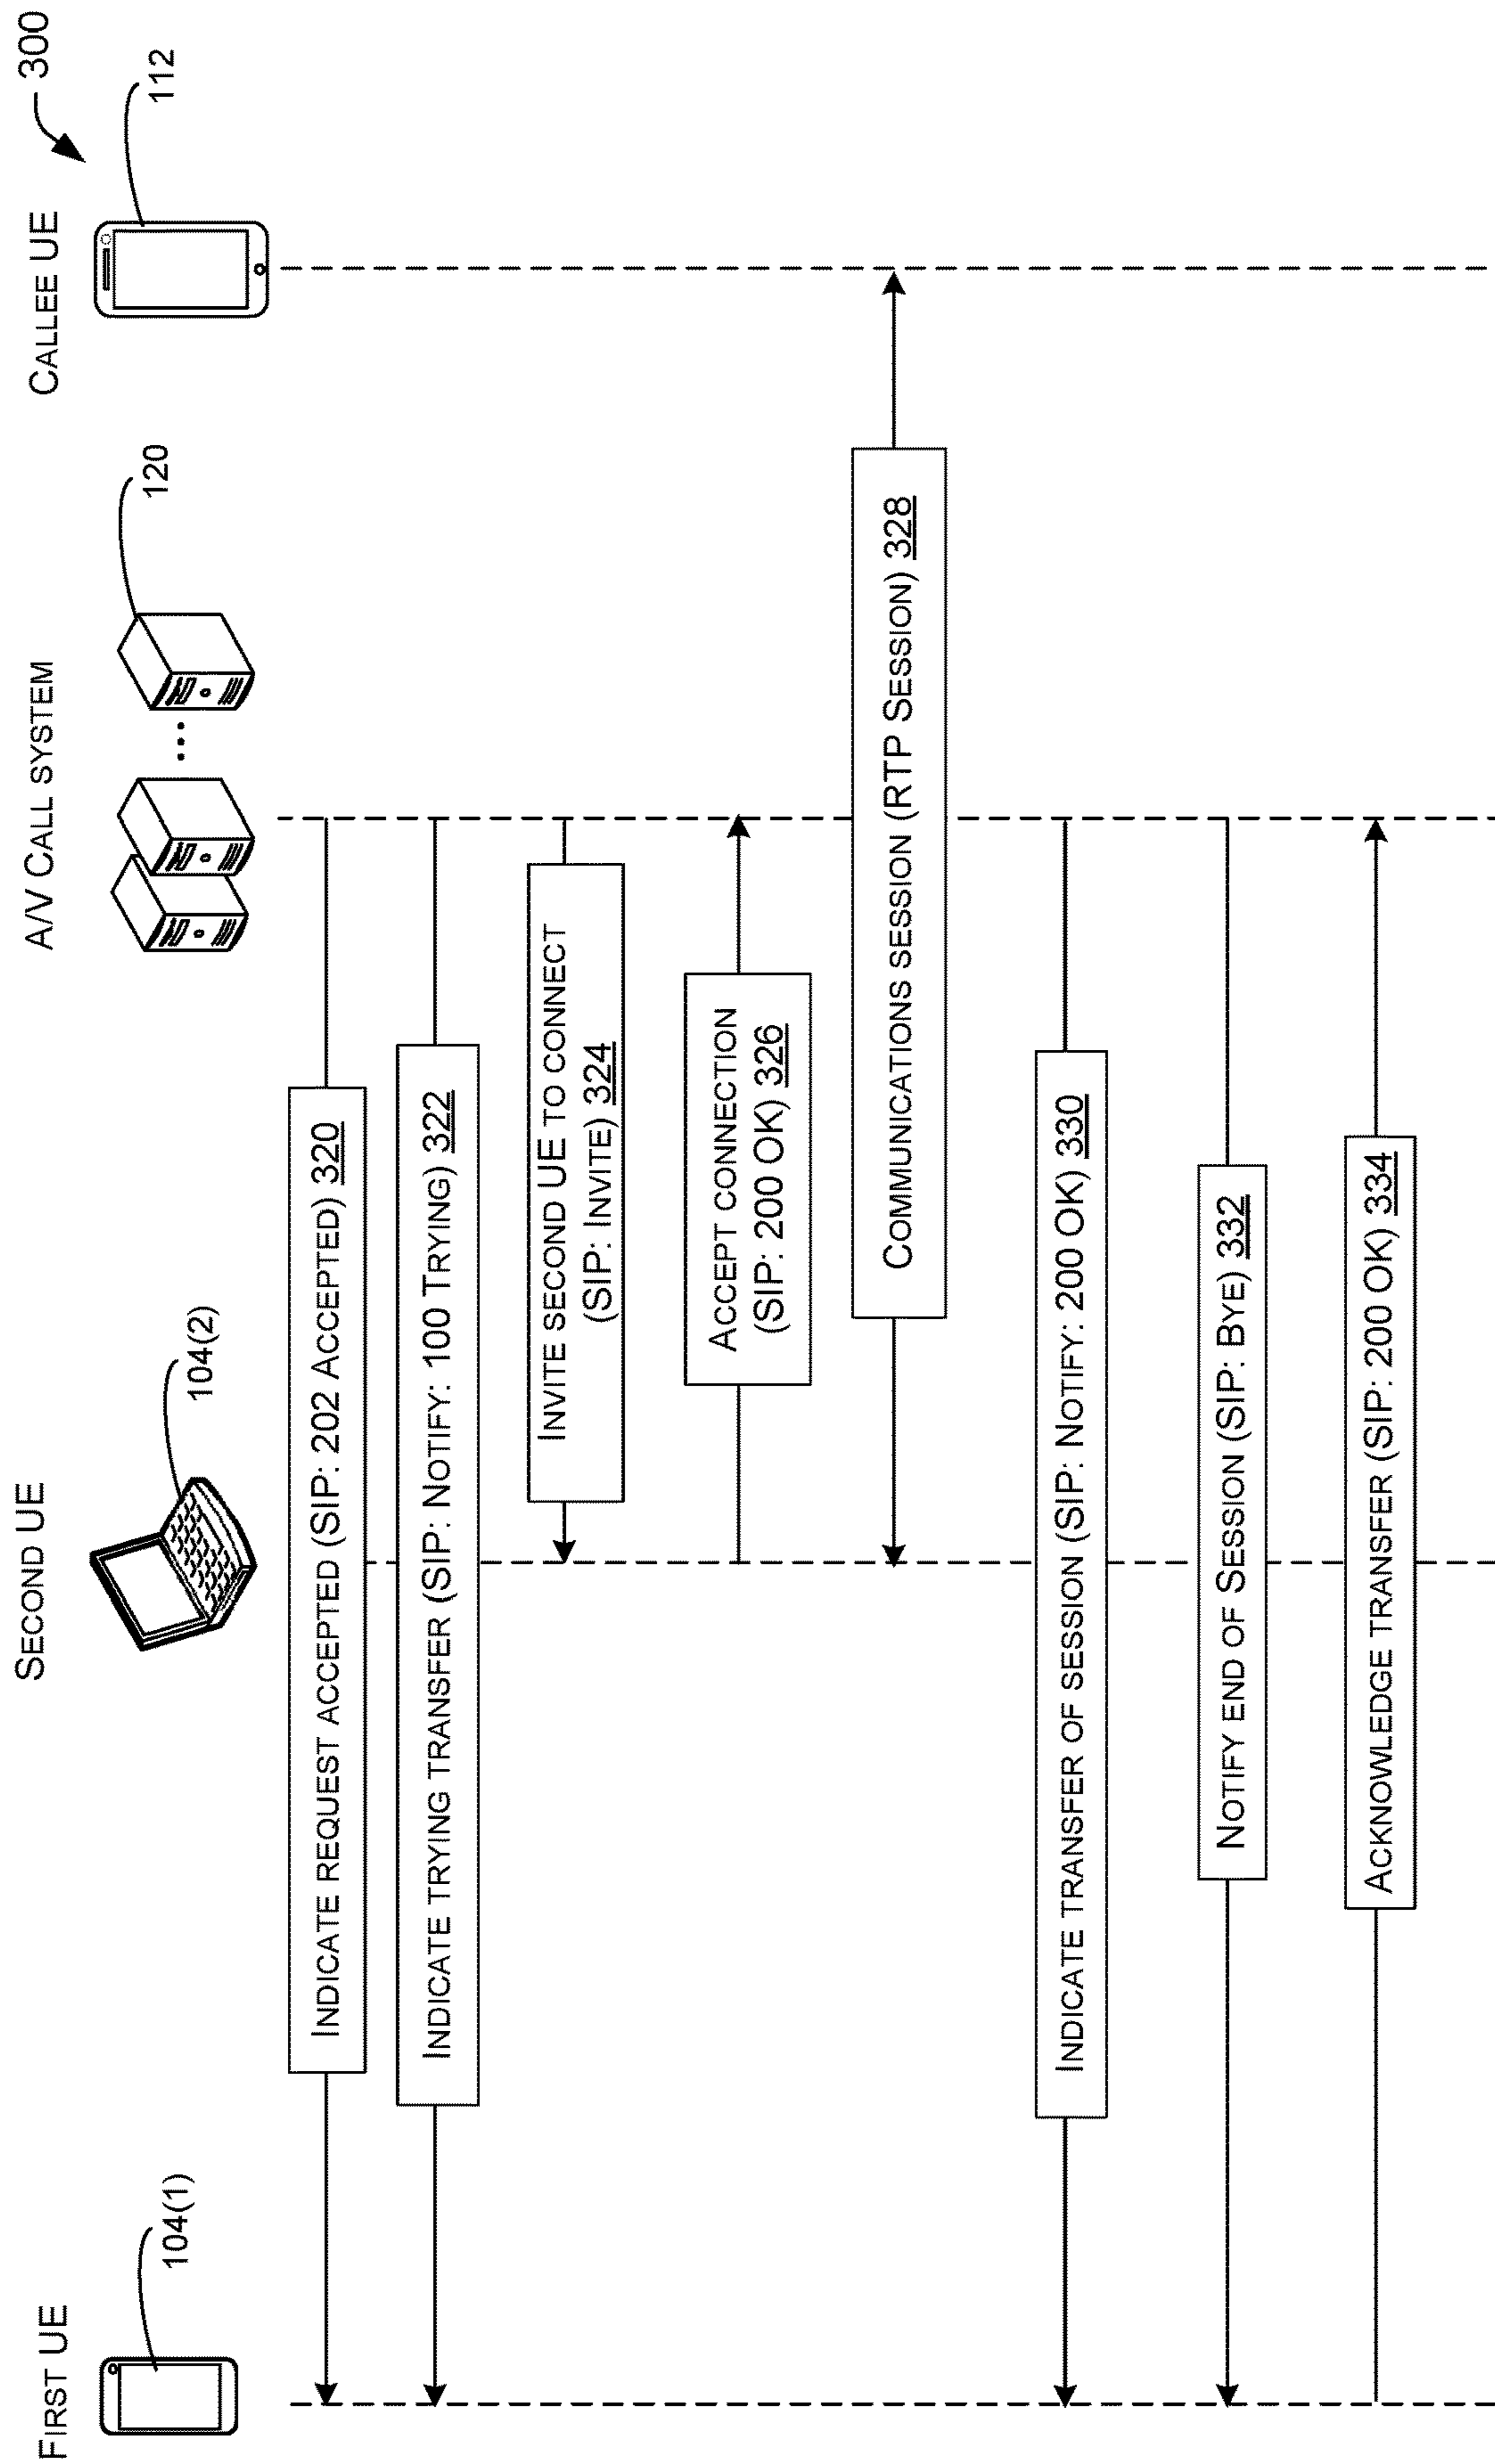 300
FIRST UE
SECOND UE
A/V CALL SYSTEM
CALLEE UE
104(1)
104(2)
120
112
INDICATE REQUEST ACCEPTED (SIP: 202 ACCEPTED) 320
INDICATE TRYING TRANSFER (SIP: NOTIFY: 100 TRYING) 322
INVITE SECOND UE TO CONNECT
(SIP: INVITE) 324
ACCEPT CONNECTION
(SIP: 200 OK) 326
COMMUNICATIONS SESSION (RTP SESSION) 328
INDICATE TRANSFER OF SESSION (SIP: NOTIFY: 200 OK) 330
NOTIFY END OF SESSION (SIP: BYE) 332
ACKNOWLEDGE TRANSFER (SIP: 200 OK) 334